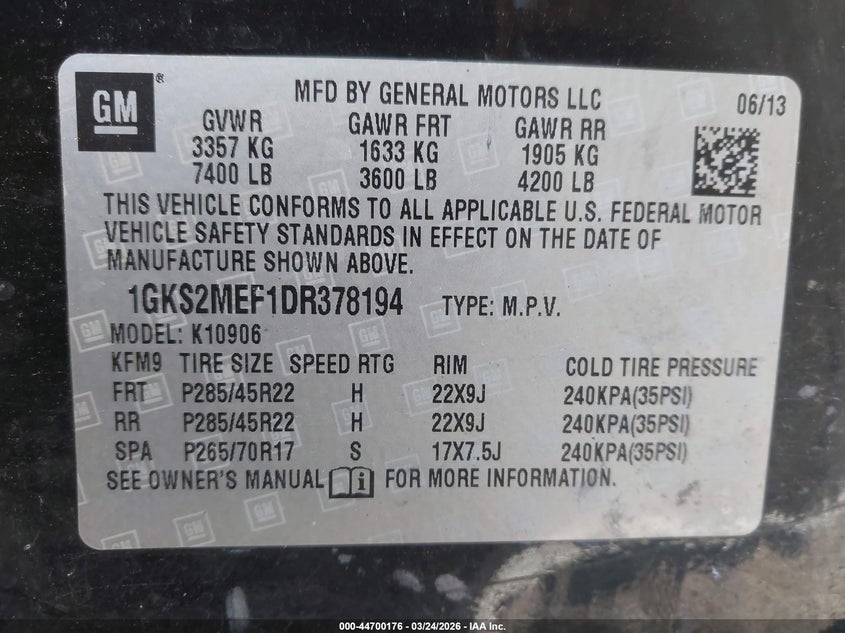 GM ®
MFD BY GENERAL MOTORS LLC
06/13
GVWR GAWR FRT GAWR RR
3357 KG 1633 KG 1905 KG
7400 LB 3600 LB 4200 LB
THIS VEHICLE CONFORMS TO ALL APPLICABLE U.S. FEDERAL MOTOR
VEHICLE SAFETY STANDARDS IN EFFECT ON THE DATE OF
MANUFACTURE SHOWN ABOVE.
1GKS2MEF1DR378194 TYPE: M.P.V.
MODEL: K10906
KFM9 TIRE SIZE SPEED RTG RIM COLD TIRE PRESSURE
FRT P285/45R22 H 22X9J 240KPA(35PSI)
RR P285/45R22 H 22X9J 240KPA(35PSI)
SPA P265/70R17 S 17X7.5J 240KPA(35PSI)
SEE OWNER'S MANUAL FOR MORE INFORMATION.
000-44700176 - 03/24/2026 - IAA Inc.